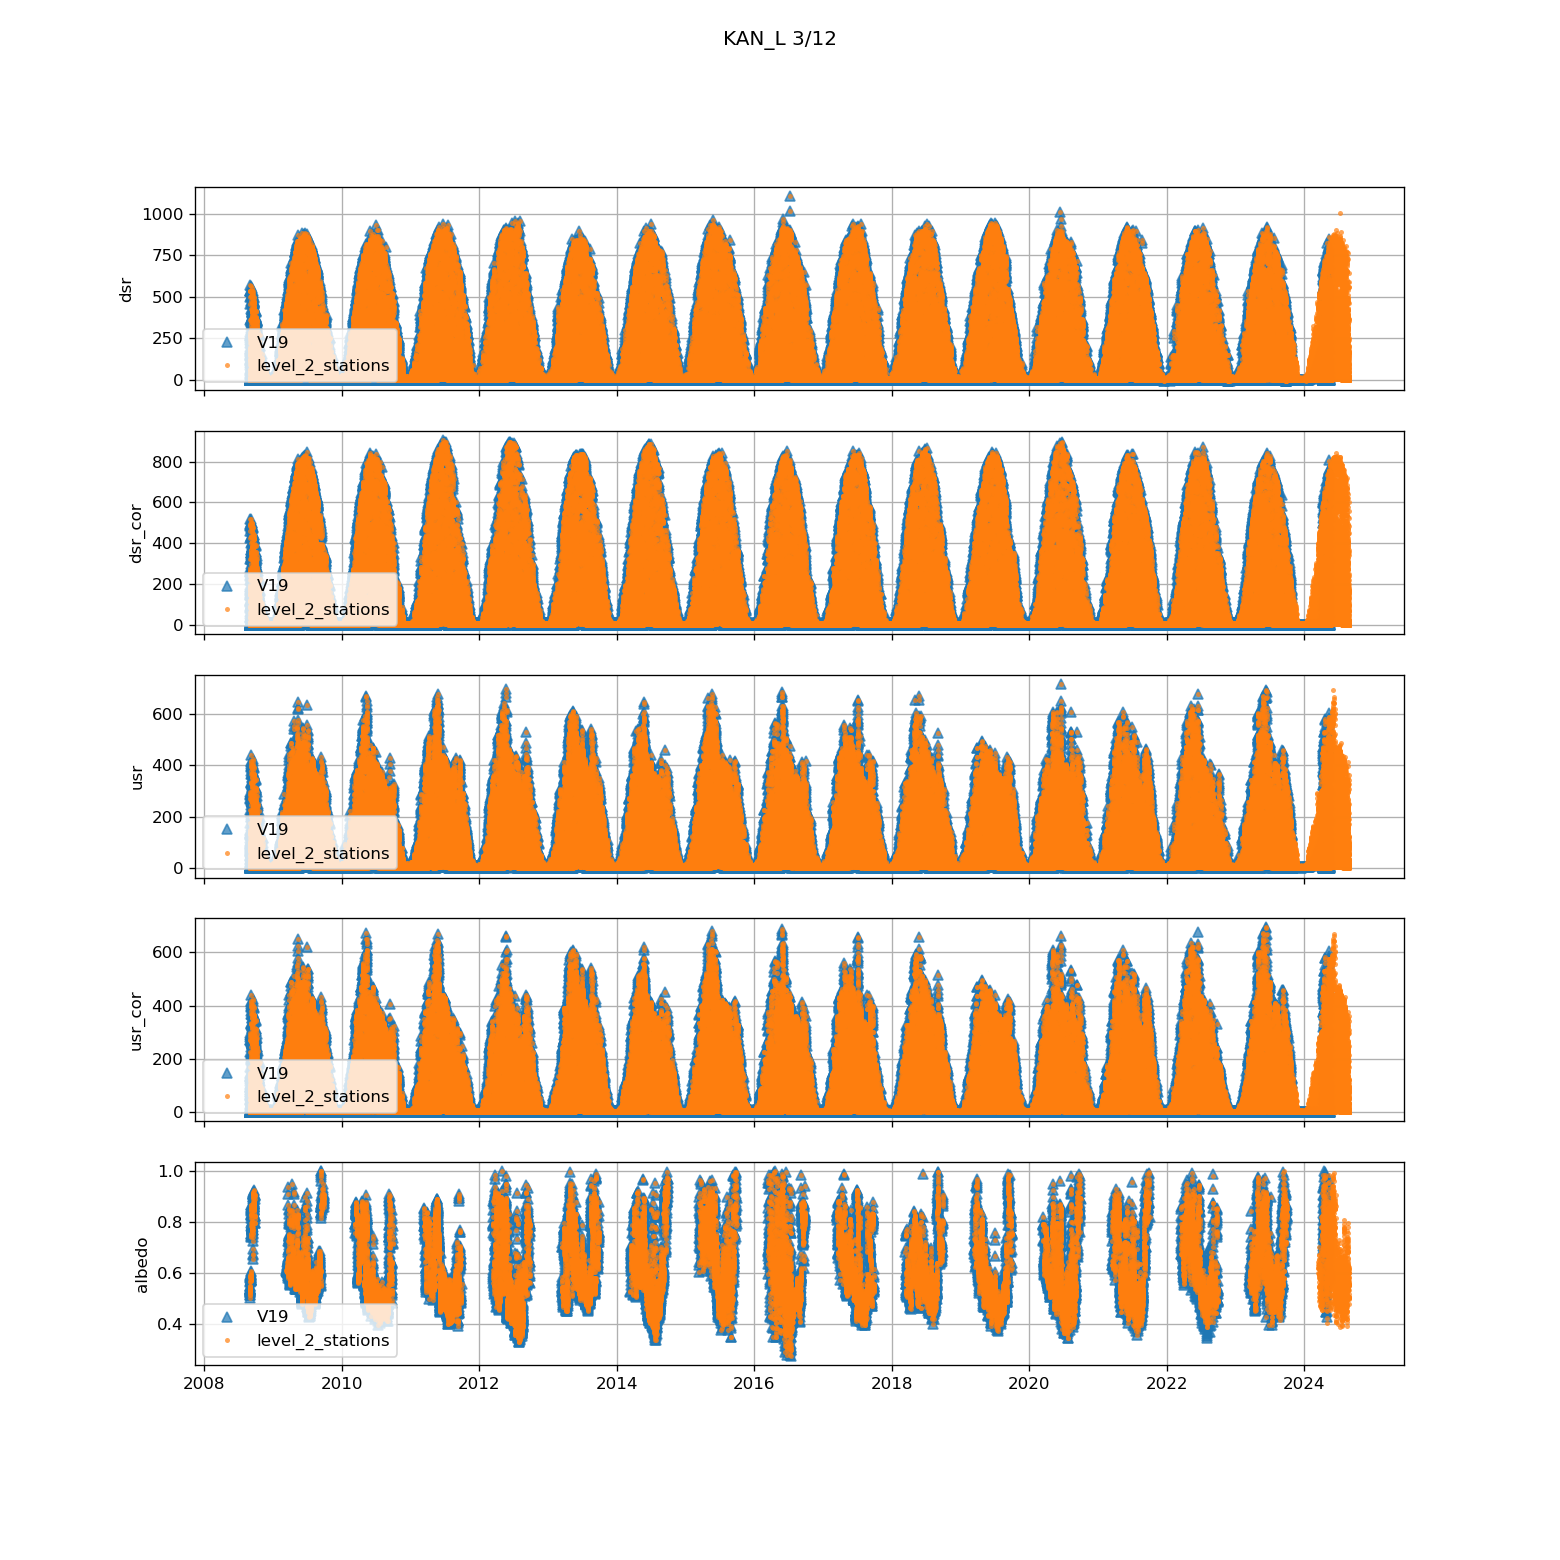 KAN_L 3/12
dsr
1000
750
500
250
0
V19
level_2_stations
dsr_cor
800
600
400
200
0
V19
level_2_stations
usr
600
400
200
0
V19
level_2_stations
usr_cor
600
400
200
0
V19
level_2_stations
albedo
1.0
0.8
0.6
0.4
V19
level_2_stations
2008 2010 2012 2014 2016 2018 2020 2022 2024